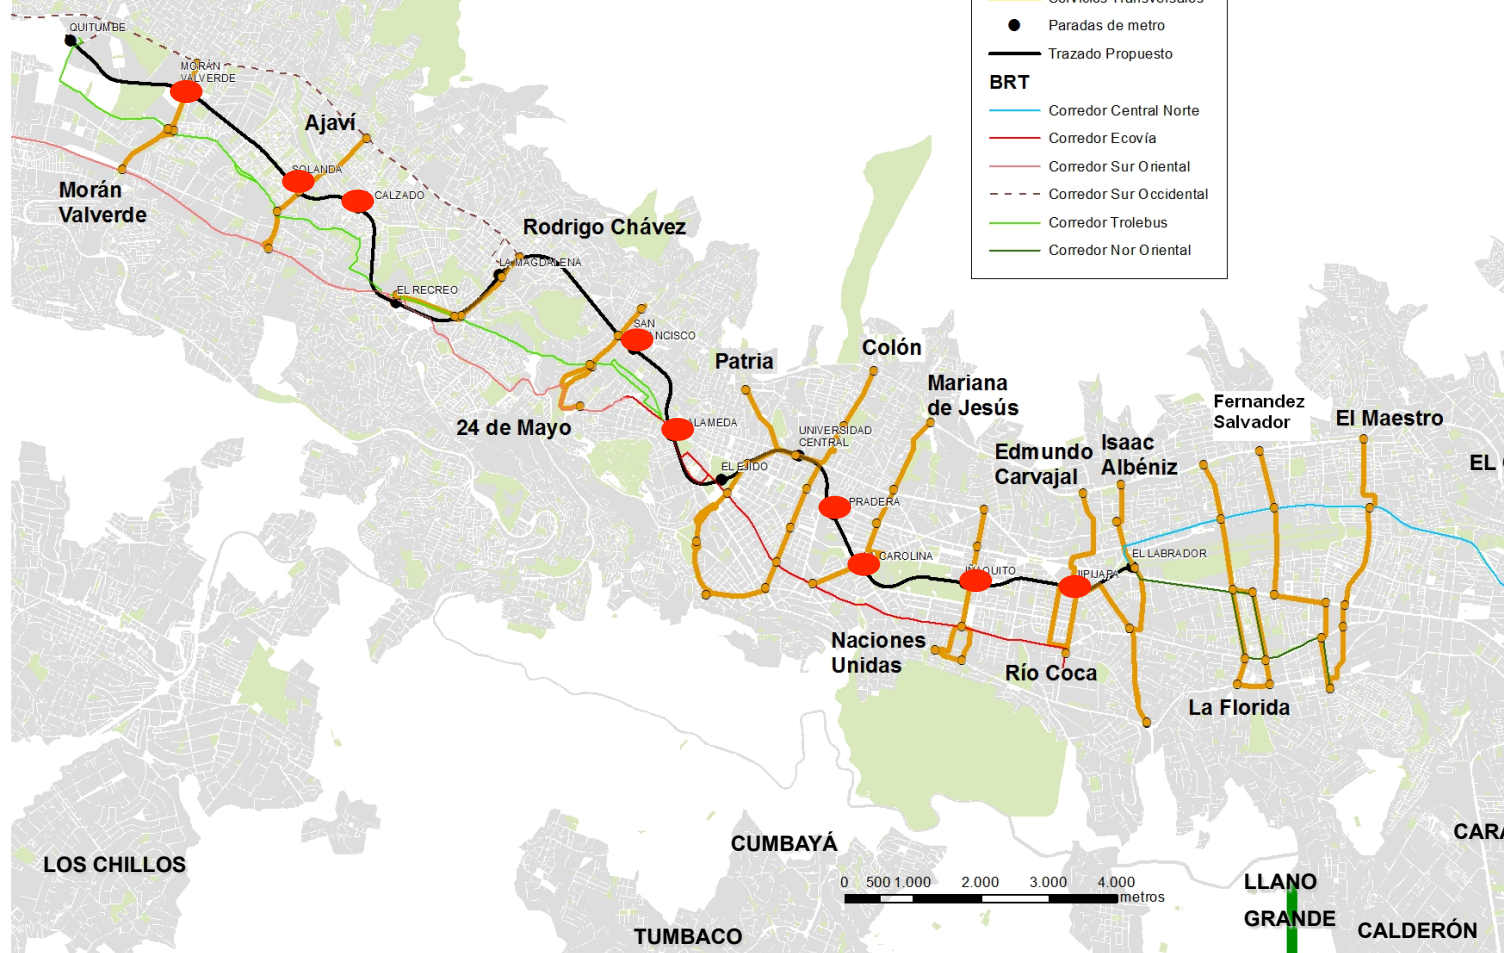 Paradas de metro
Trazado Propuesto
BRT
Corredor Central Norte
Corredor Ecovía
Corredor Sur Oriental
Corredor Sur Occidental
Corredor Trolebus
Corredor Nor Oriental
QUITUMBE
MORÁN
VALVERDE
Ajaví
SOLANDA
CALZADO
Morán
Valverde
Rodrigo Chávez
LA MAGDALENA
EL RECREO
SAN
Patria
Colón
Mariana
de Jesús
24 de Mayo
ALAMEDA
UNIVERSIDAD
CENTRAL
EL EJIDO
Edmundo
Carvajal
Isaac
Albéniz
Fernandez
Salvador
El Maestro
EL
PRADERA
CAROLINA
EL LABRADOR
Naciones
Unidas
Río Coca
La Florida
LOS CHILLOS
CUMBAYÁ
TUMBACO
0 500 1.000 2.000 3.000 4.000
metros
LLANO
GRANDE
CALDERÓN